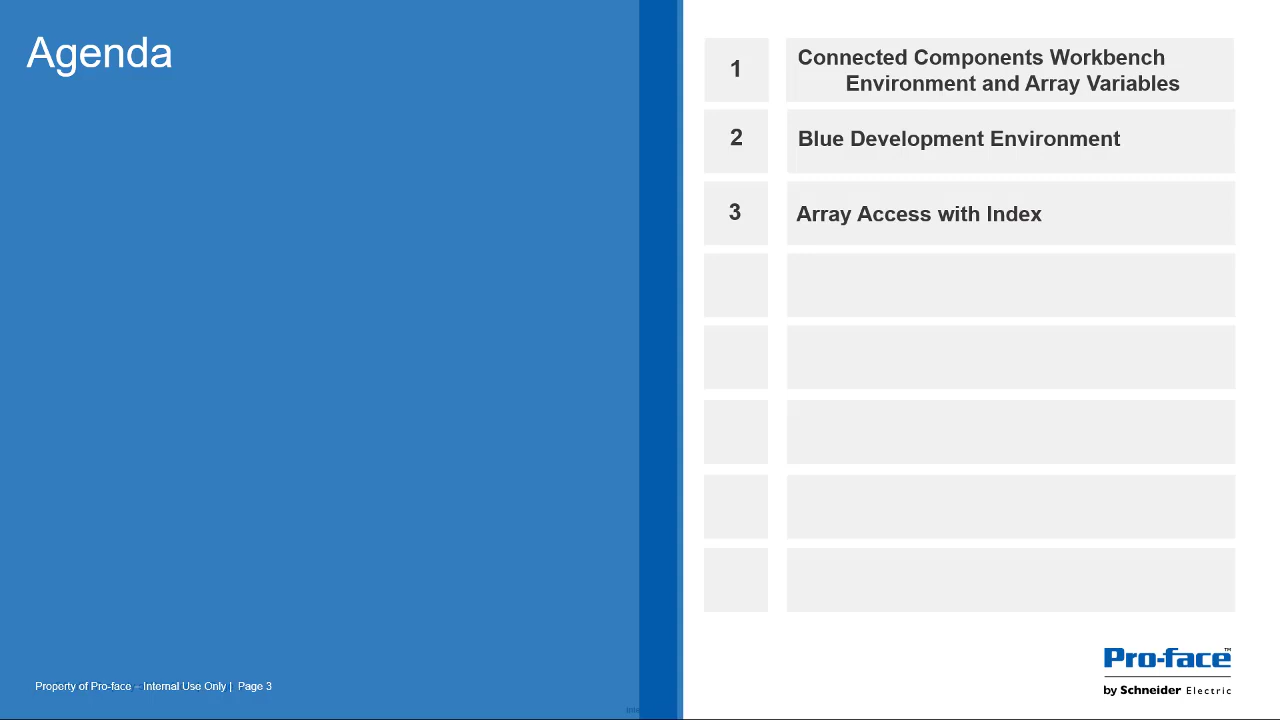 Agenda
1
Connected Components Workbench
Environment and Array Variables
2
Blue Development Environment
3
Array Access with Index
Property of Pro-face – Internal Use Only | Page 3
Pro-face™
by Schneider Electric